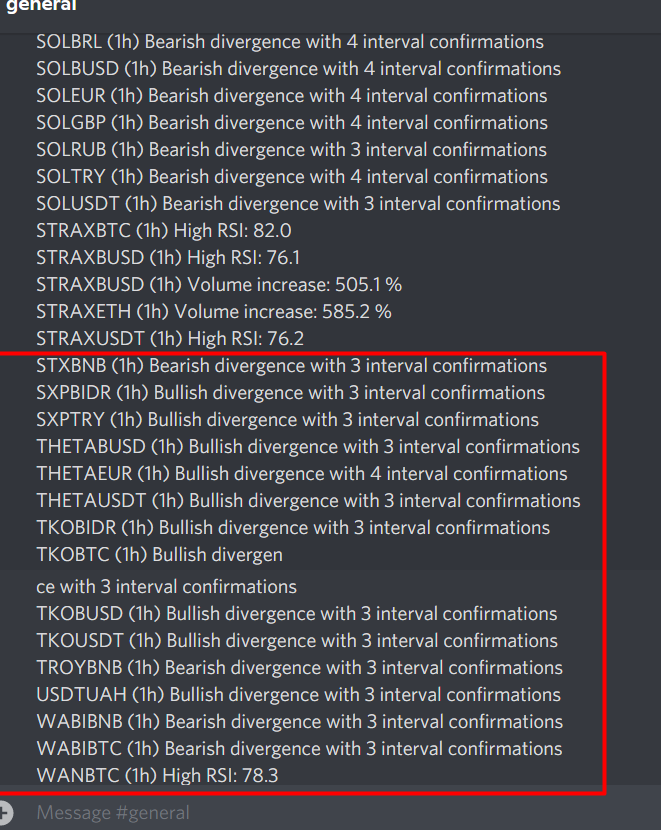 general
SOLBRL (1h) Bearish divergence with 4 interval confirmations
SOLBUSD (1h) Bearish divergence with 4 interval confirmations
SOLEUR (1h) Bearish divergence with 4 interval confirmations
SOLGBP (1h) Bearish divergence with 4 interval confirmations
SOLRUB (1h) Bearish divergence with 3 interval confirmations
SOLTRY (1h) Bearish divergence with 4 interval confirmations
SOLUSDT (1h) Bearish divergence with 3 interval confirmations
STRAXBTC (1h) High RSI: 82.0
STRAXBUSD (1h) High RSI: 76.1
STRAXBUSD (1h) Volume increase: 505.1 %
STRAXETH (1h) Volume increase: 585.2 %
STRAXUSDT (1h) High RSI: 76.2
STXBNB (1h) Bearish divergence with 3 interval confirmations
SXPBIDR (1h) Bullish divergence with 3 interval confirmations
SXPTRY (1h) Bullish divergence with 3 interval confirmations
THETABUSD (1h) Bullish divergence with 3 interval confirmations
THETAEUR (1h) Bullish divergence with 4 interval confirmations
THETAUSDT (1h) Bullish divergence with 3 interval confirmations
TKOBIDR (1h) Bullish divergence with 3 interval confirmations
TKOBTC (1h) Bullish divergen
ce with 3 interval confirmations
TKOBUSD (1h) Bullish divergence with 3 interval confirmations
TKOUSDT (1h) Bullish divergence with 3 interval confirmations
TROYBNB (1h) Bearish divergence with 3 interval confirmations
USDTUAH (1h) Bullish divergence with 3 interval confirmations
WABIBNB (1h) Bearish divergence with 3 interval confirmations
WABIBTC (1h) Bearish divergence with 3 interval confirmations
WANBTC (1h) High RSI: 78.3
Message #general